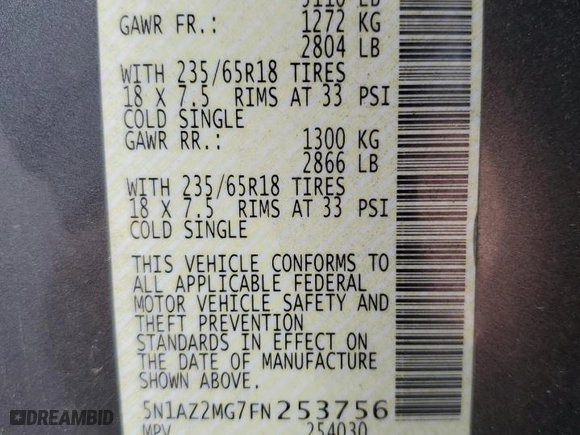 5110 LB
GAWR FR.: 1272 KG
2804 LB
WITH 235/65R18 TIRES
18 X 7.5 RIMS AT 33 PSI
COLD SINGLE
GAWR RR.: 1300 KG
2866 LB
WITH 235/65R18 TIRES
18 X 7.5 RIMS AT 33 PSI
COLD SINGLE
THIS VEHICLE CONFORMS TO
ALL APPLICABLE FEDERAL
MOTOR VEHICLE SAFETY AND
THEFT PREVENTION
STANDARDS IN EFFECT ON
THE DATE OF MANUFACTURE
SHOWN ABOVE.
5N1AZ2MG7FN253756
MPV 254030
DREAMBID